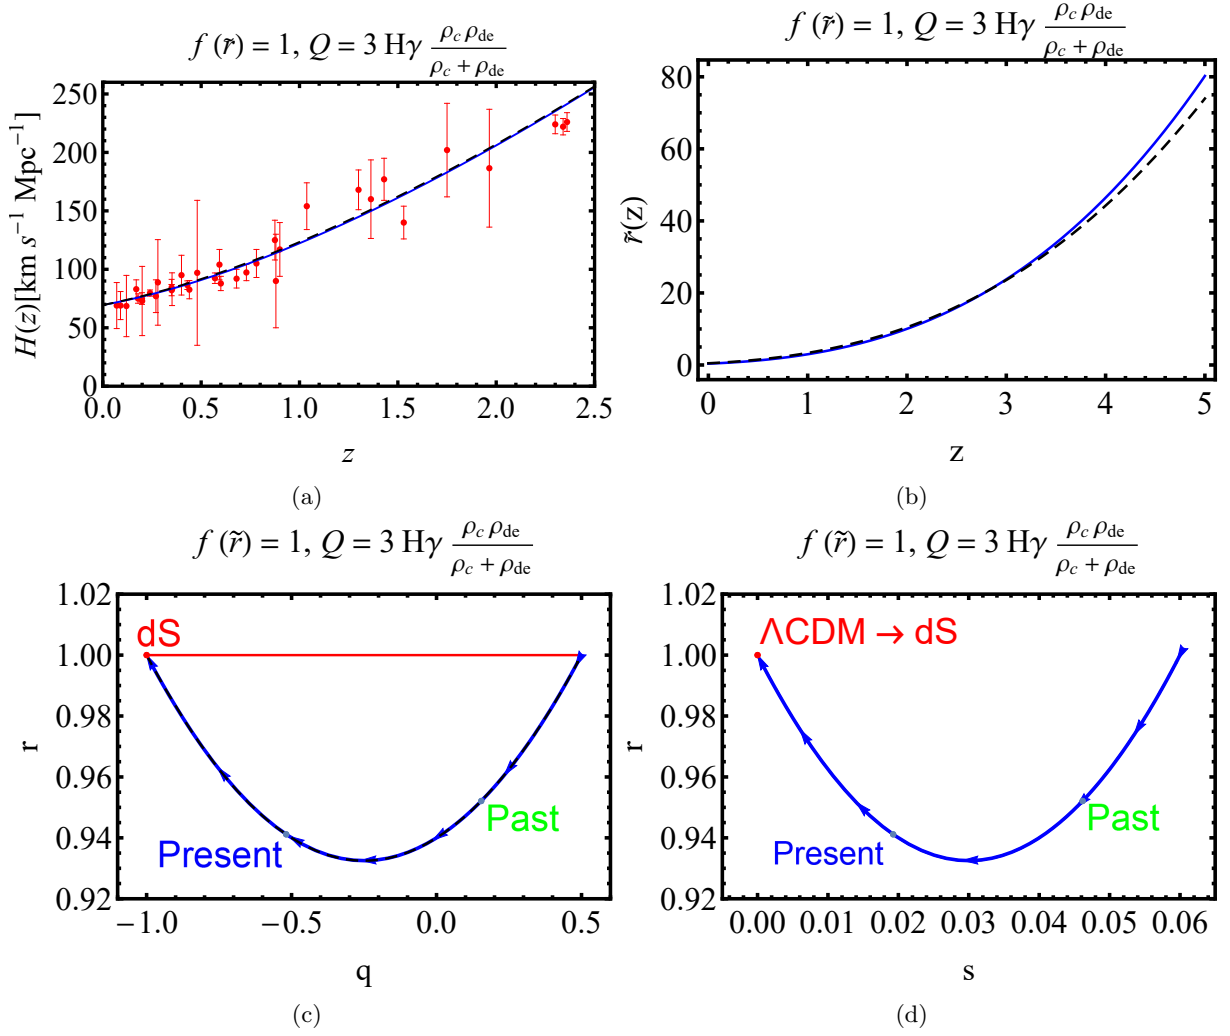 f (r̃) = 1, Q = 3 Hγ ρc ρde / ρc + ρde
H(z)[km s⁻¹ Mpc⁻¹]
250
200
150
100
50
0
0.0 0.5 1.0 1.5 2.0 2.5
z
(a)
f (r̃) = 1, Q = 3 Hγ ρc ρde / ρc + ρde
r̃(z)
80
60
40
20
0
0 1 2 3 4 5
z
(b)
f (r̃) = 1, Q = 3 Hγ ρc ρde / ρc + ρde
r
1.02
1.00
0.98
0.96
0.94
0.92
dS
Past
Present
−1.0 −0.5 0.0 0.5
q
(c)
f (r̃) = 1, Q = 3 Hγ ρc ρde / ρc + ρde
r
1.02
1.00
0.98
0.96
0.94
0.92
ΛCDM → dS
Past
Present
0.00 0.01 0.02 0.03 0.04 0.05 0.06
s
(d)